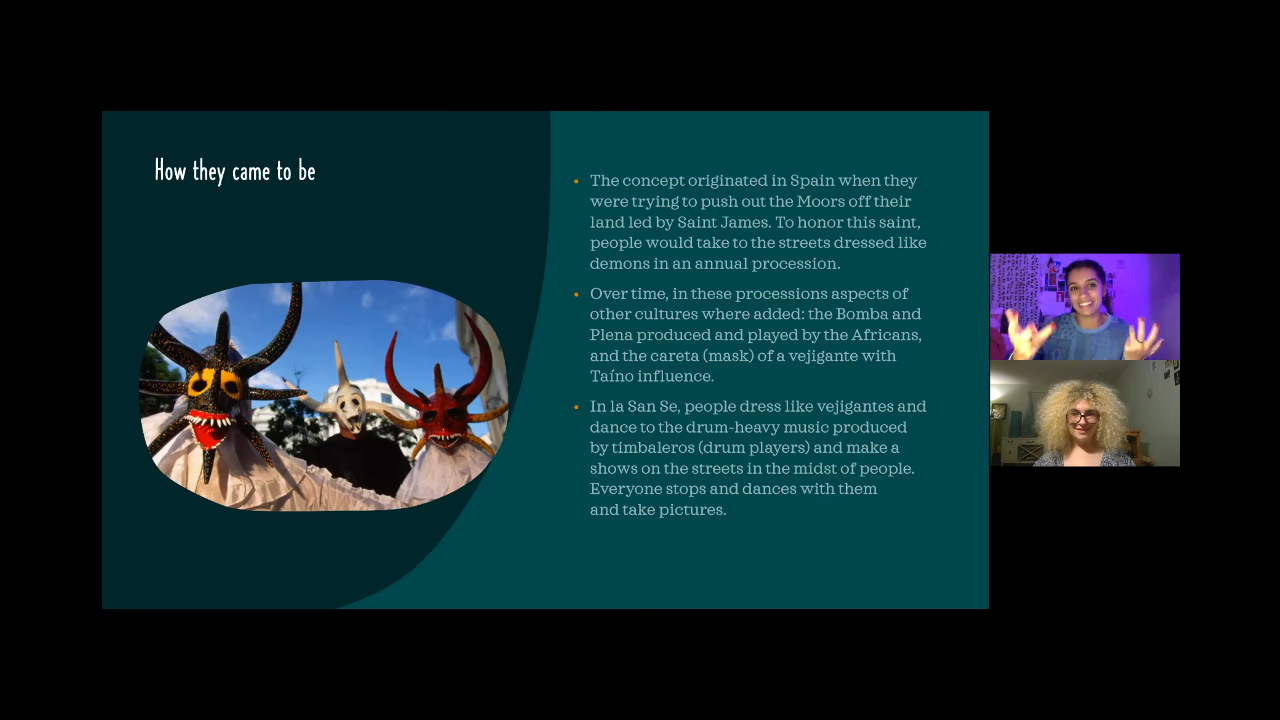 How they came to be
The concept originated in Spain when they
were trying to push out the Moors off their
land led by Saint James. To honor this saint,
people would take to the streets dressed like
demons in an annual procession.
Over time, in these processions aspects of
other cultures where added: the Bomba and
Plena produced and played by the Africans,
and the careta (mask) of a vejigante with
Taíno influence.
In la San Se, people dress like vejigantes and
dance to the drum-heavy music produced
by timbaleros (drum players) and make a
shows on the streets in the midst of people.
Everyone stops and dances with them
and take pictures.